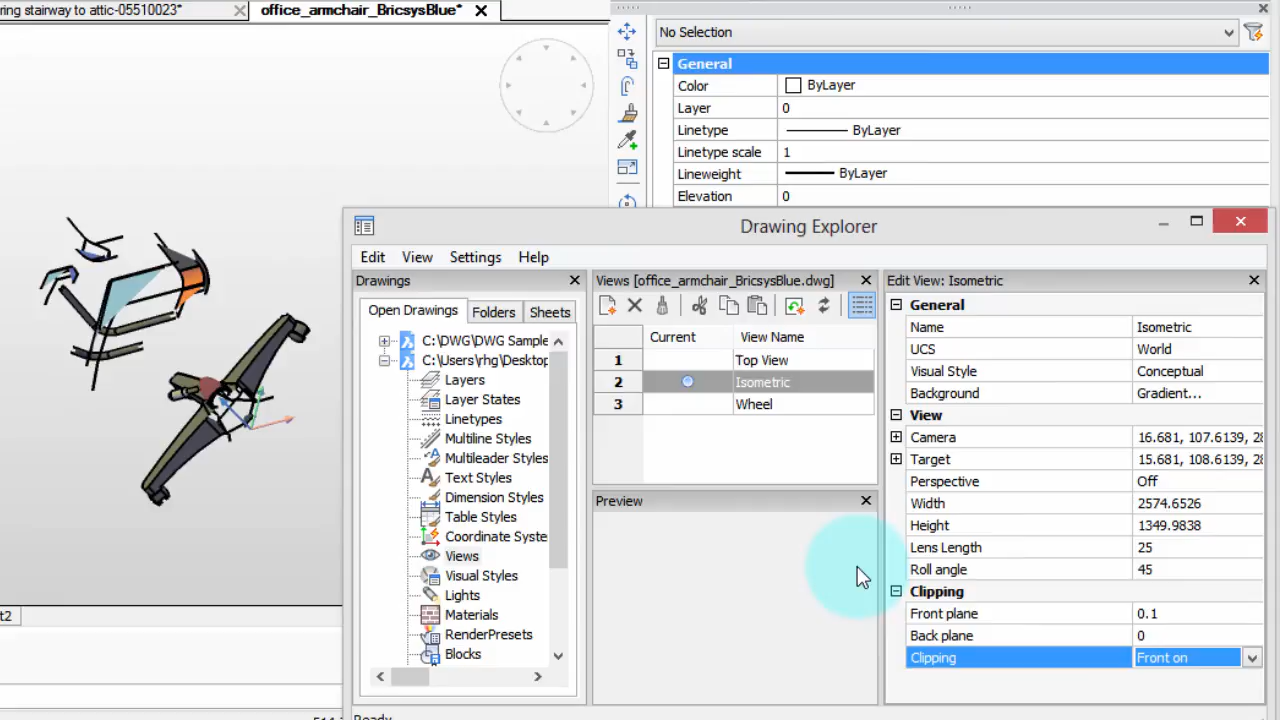 ring stairway to attic-05510023*
office_armchair_BricsysBlue*
No Selection
General
Color ByLayer
Layer 0
Linetype ByLayer
Linetype scale 1
Lineweight ByLayer
Elevation 0
Drawing Explorer
Edit View Settings Help
Drawings
Open Drawings Folders Sheets
C:\DWG\DWG Sample
C:\Users\rhg\Desktop
Layers
Layer States
Linetypes
Multiline Styles
Multileader Styles
Text Styles
Dimension Styles
Table Styles
Coordinate Syste
Views
Visual Styles
Lights
Materials
RenderPresets
Blocks
Views [office_armchair_BricsysBlue.dwg]
Current View Name
1 Top View
2 Isometric
3 Wheel
Preview
Edit View: Isometric
General
Name Isometric
UCS World
Visual Style Conceptual
Background Gradient...
View
Camera 16.681, 107.6139, 28
Target 15.681, 108.6139, 28
Perspective Off
Width 2574.6526
Height 1349.9838
Lens Length 25
Roll angle 45
Clipping
Front plane 0.1
Back plane 0
Clipping Front on
t2
Ready